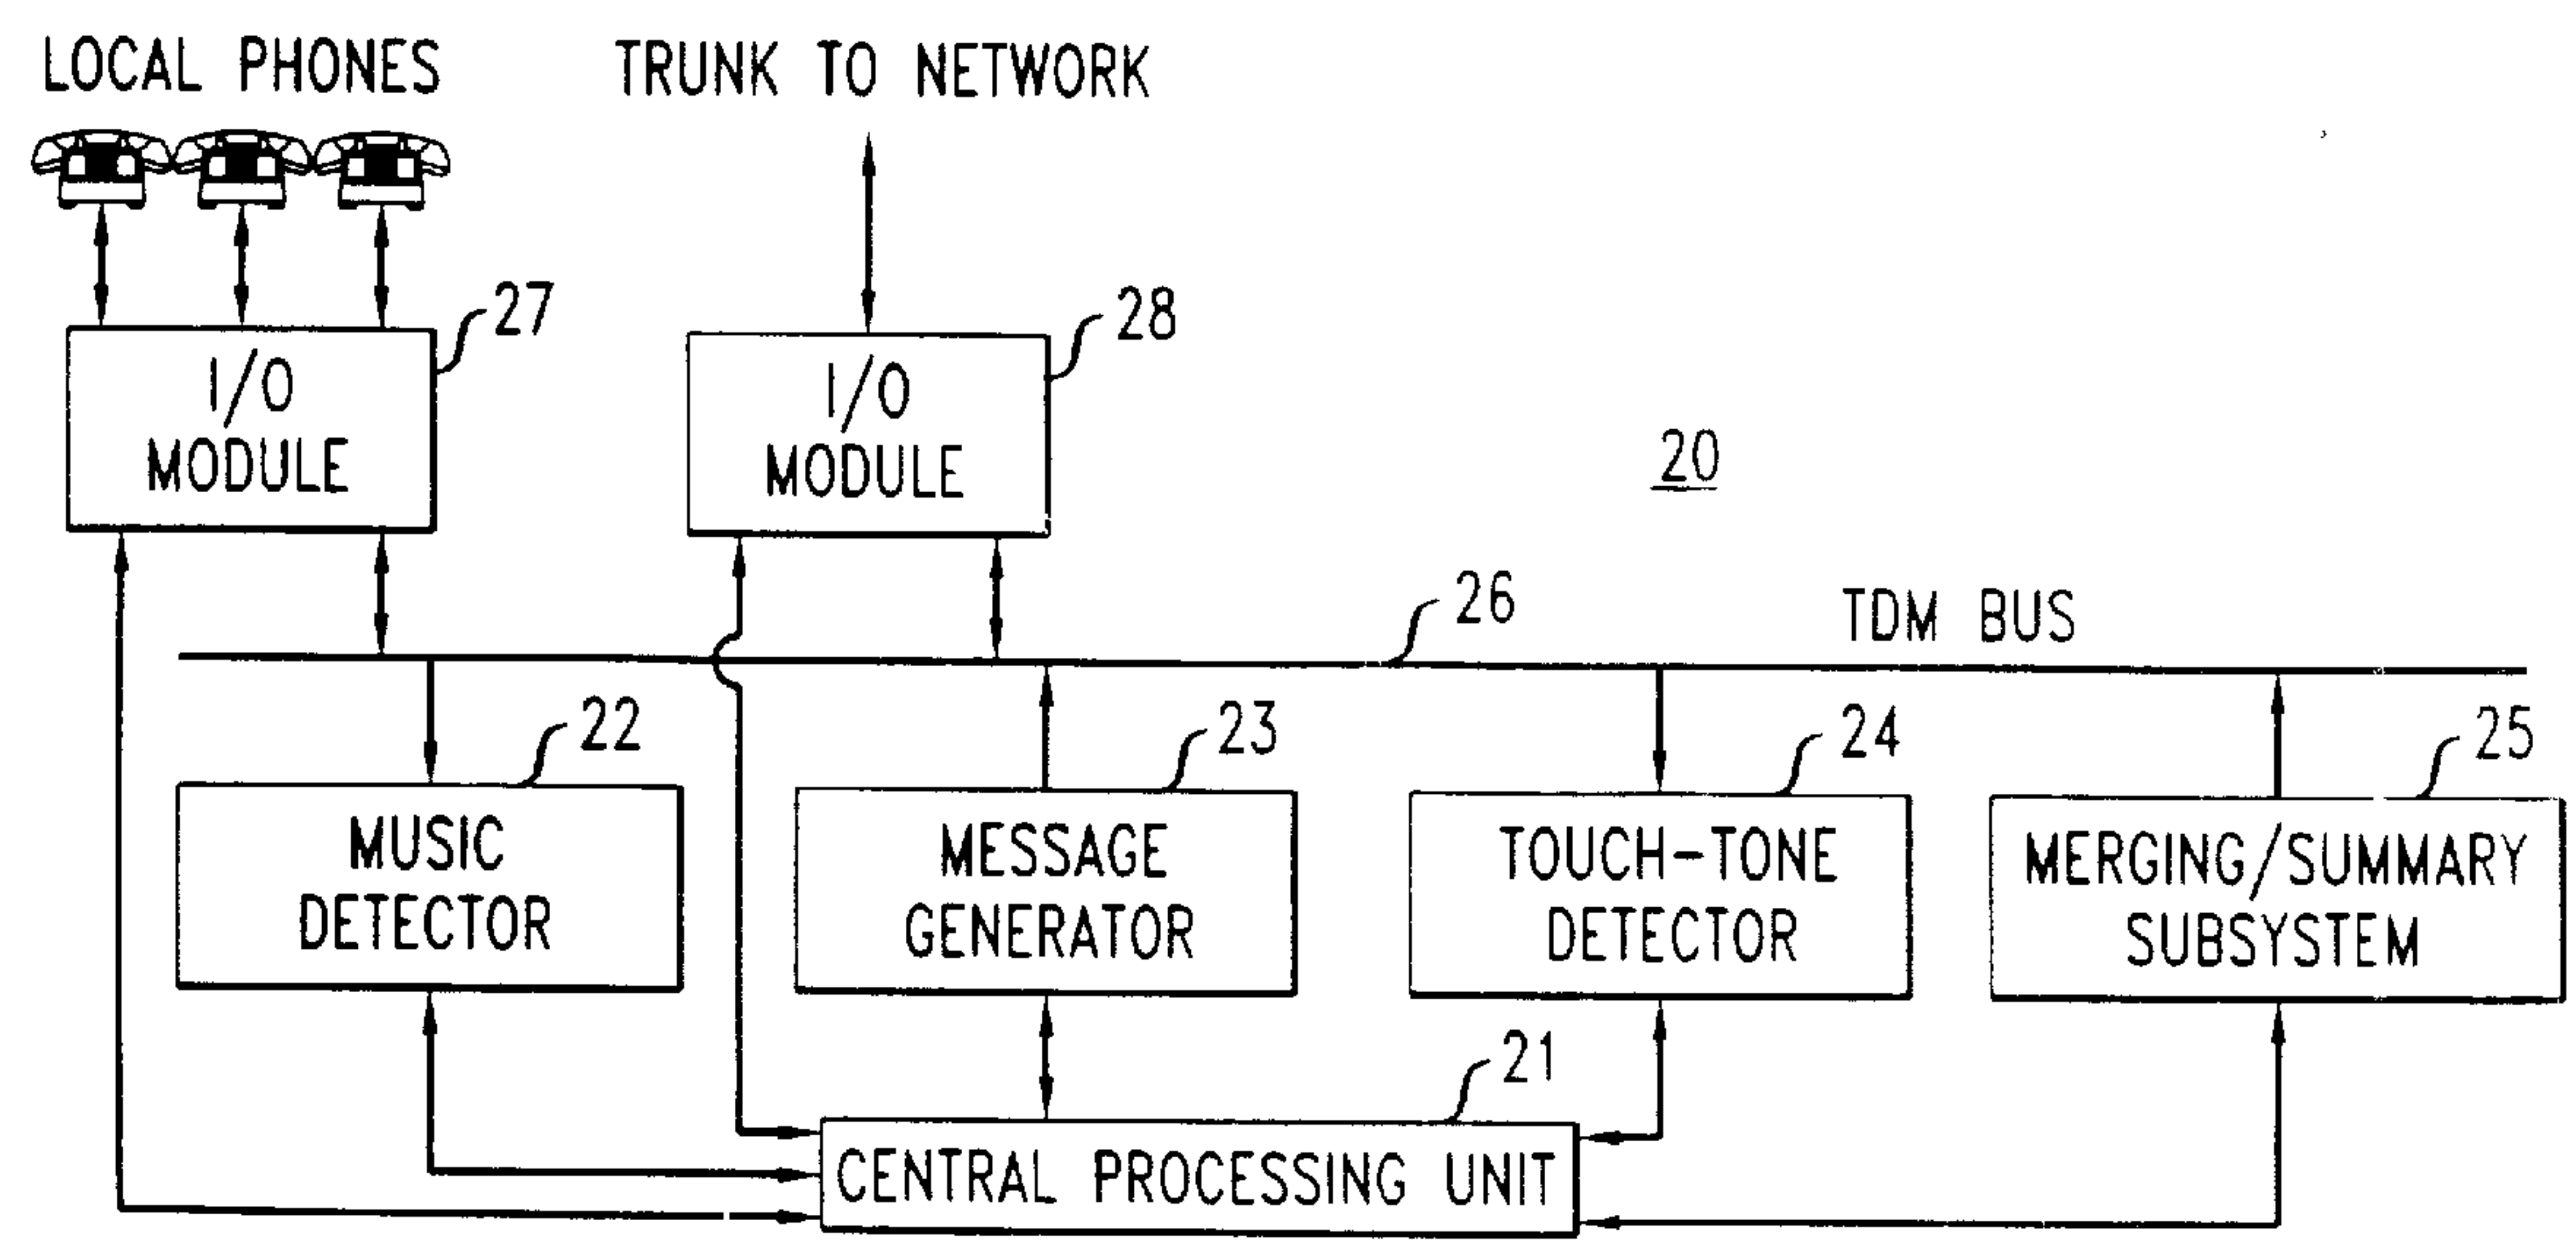 LOCAL PHONES
TRUNK TO NETWORK
27
28
I/O
MODULE
I/O
MODULE
20
26
TDM BUS
22
23
24
25
MUSIC
DETECTOR
MESSAGE
GENERATOR
TOUCH-TONE
DETECTOR
MERGING/SUMMARY
SUBSYSTEM
21
CENTRAL PROCESSING UNIT